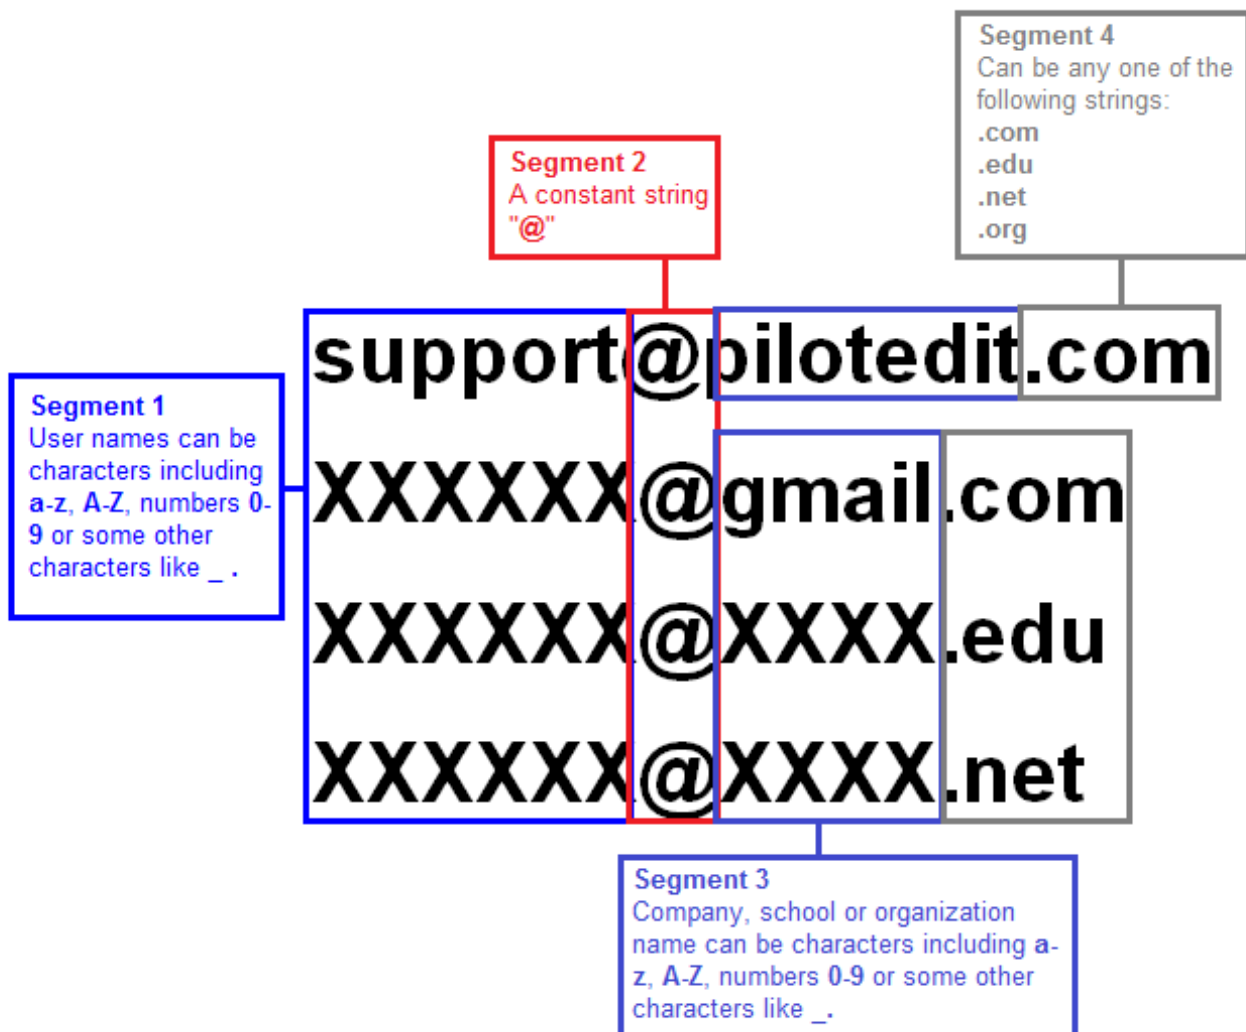 Segment 4
Can be any one of the
following strings:
.com
.edu
.net
.org
Segment 2
A constant string
"@"
support@pilotedit.com
Segment 1
User names can be
characters including
a-z, A-Z, numbers 0-
9 or some other
characters like _ .
XXXXXX@gmail.com
XXXXXX@XXXX.edu
XXXXXX@XXXX.net
Segment 3
Company, school or organization
name can be characters including a-
z, A-Z, numbers 0-9 or some other
characters like _.